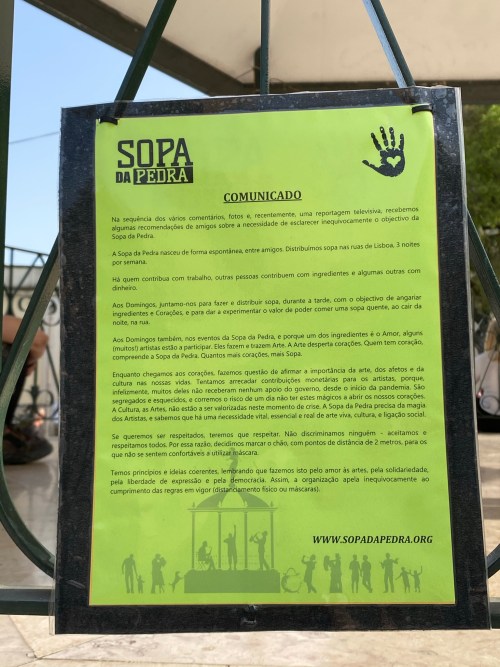 SOPA
DA PEDRA
COMUNICADO
Na sequência dos vários comentários, fotos e, recentemente, uma reportagem televisiva, recebemos
algumas recomendações de amigos sobre a necessidade de esclarecer inequivocamente o objectivo da
Sopa da Pedra.
A Sopa da Pedra nasceu de forma espontânea, entre amigos. Distribuímos sopa nas ruas de Lisboa, 3 noites
por semana.
Há quem contribua com trabalho, outras pessoas contribuem com ingredientes e algumas outras com
dinheiro.
Aos Domingos, juntamo-nos para fazer e distribuir sopa, durante a tarde, com o objectivo de angariar
ingredientes e Corações, e para dar a experimentar o valor de poder comer uma sopa quente, ao cair da
noite, na rua.
Aos Domingos também, nos eventos da Sopa da Pedra, e porque um dos ingredientes é o Amor, alguns
(muitos!) artistas estão a participar. Eles fazem e trazem Arte. A Arte desperta corações. Quem tem coração,
compreende a Sopa da Pedra. Quantos mais corações, mais Sopa.
Enquanto chegamos aos corações, fazemos questão de afirmar a importância da arte, dos afetos e da
cultura nas nossas vidas. Tentamos arrecadar contribuições monetárias para os artistas, porque,
infelizmente, muitos deles não receberam nenhum apoio do governo, desde o início da pandemia. São
segregados e esquecidos, e corremos o risco de um dia não ter estes mágicos a abrir os nossos corações.
A Cultura, as Artes, não estão a ser valorizadas neste momento de crise. A Sopa da Pedra precisa da magia
dos Artistas, e sabemos que há uma necessidade vital, essencial e real de arte viva, cultura, e ligação social.
Se queremos ser respeitados, teremos que respeitar. Não discriminamos ninguém - aceitamos e
respeitamos todos. Por essa razão, decidimos marcar o chão, com pontos de distância de 2 metros, para os
que não se sentem confortáveis a utilizar máscara.
Temos princípios e ideias coerentes, lembrando que fazemos isto pelo amor às artes, pela solidariedade,
pela liberdade de expressão e pela democracia. Assim, a organização apela inequivocamente ao
cumprimento das regras em vigor (distanciamento físico ou máscaras).
WWW.SOPADAPEDRA.ORG